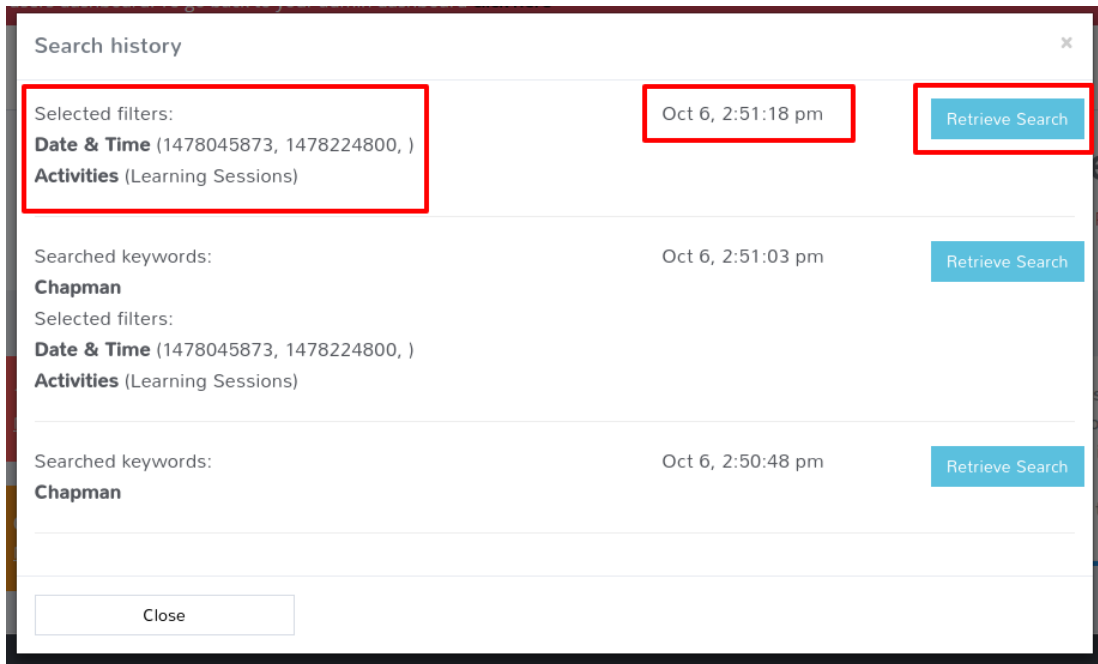 Search history ×
Selected filters: Oct 6, 2:51:18 pm Retrieve Search
Date & Time (1478045873, 1478224800, )
Activities (Learning Sessions)
Searched keywords: Oct 6, 2:51:03 pm Retrieve Search
Chapman
Selected filters:
Date & Time (1478045873, 1478224800, )
Activities (Learning Sessions)
Searched keywords: Oct 6, 2:50:48 pm Retrieve Search
Chapman
Close